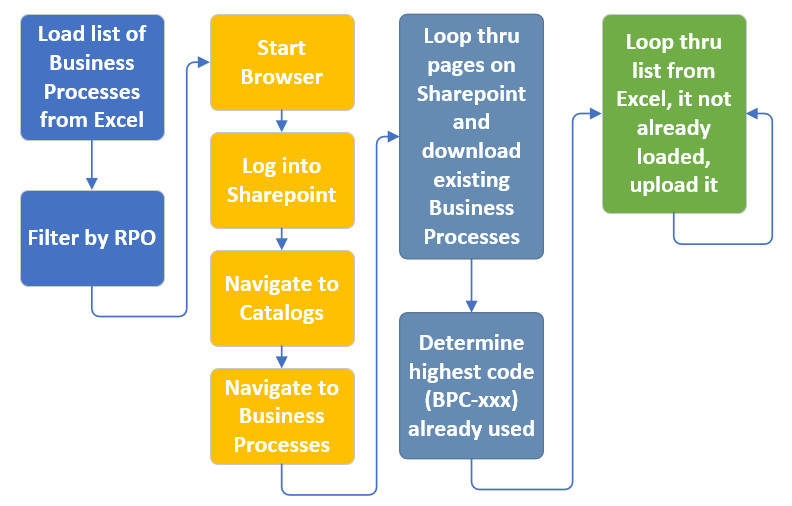 Load list of
Business
Processes
from Excel
Filter by RPO
Start
Browser
Log into
Sharepoint
Navigate to
Catalogs
Navigate to
Business
Processes
Loop thru
pages on
Sharepoint
and
download
existing
Business
Processes
Determine
highest code
(BPC-xxx)
already used
Loop thru
list from
Excel, it not
already
loaded,
upload it